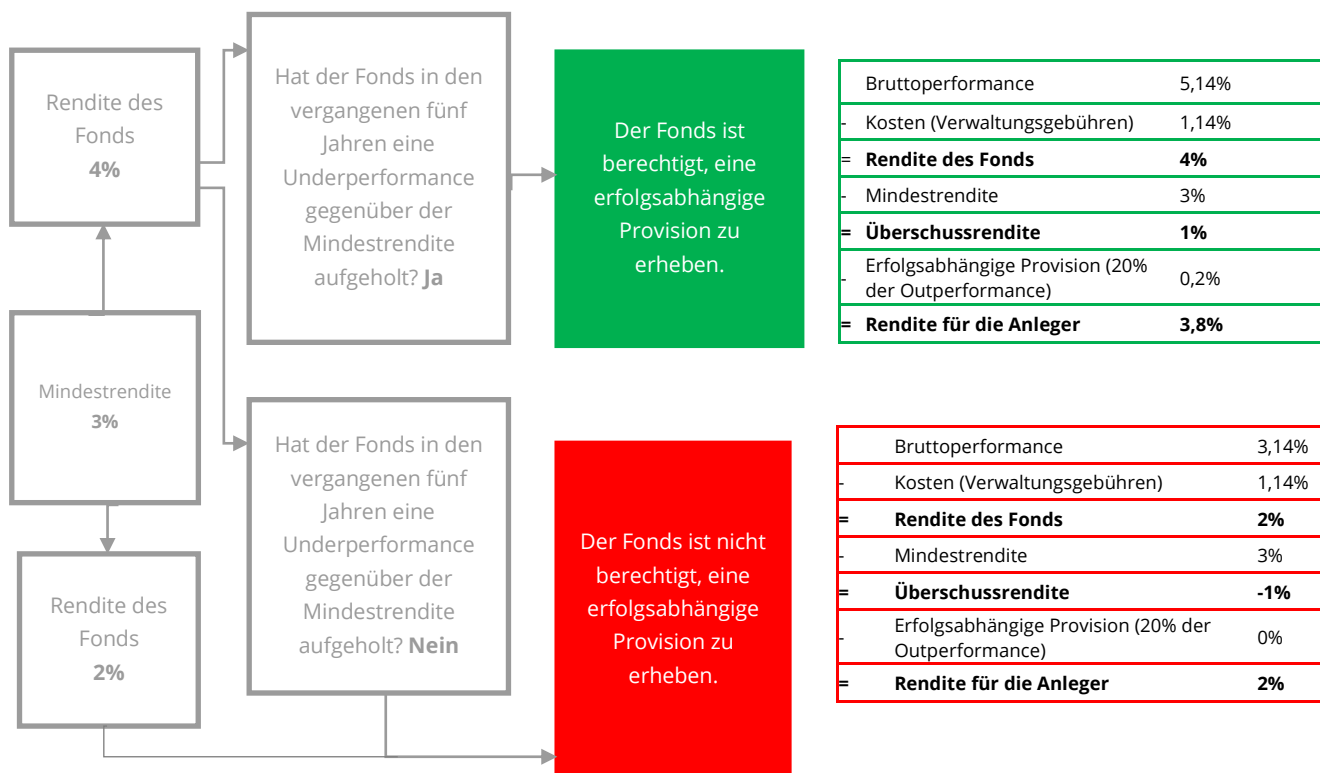 Rendite des
Fonds
4%
Mindestrendite
3%
Rendite des
Fonds
2%
Hat der Fonds in den
vergangenen fünf
Jahren eine
Underperformance
gegenüber der
Mindestrendite
aufgeholt? Ja
Hat der Fonds in den
vergangenen fünf
Jahren eine
Underperformance
gegenüber der
Mindestrendite
aufgeholt? Nein
Der Fonds ist
berechtigt, eine
erfolgsabhängige
Provision zu
erheben.
Der Fonds ist nicht
berechtigt, eine
erfolgsabhängige
Provision zu
erheben.
Bruttoperformance 5,14%
- Kosten (Verwaltungsgebühren) 1,14%
= Rendite des Fonds 4%
- Mindestrendite 3%
= Überschussrendite 1%
- Erfolgsabhängige Provision (20%
der Outperformance) 0,2%
= Rendite für die Anleger 3,8%
Bruttoperformance 3,14%
- Kosten (Verwaltungsgebühren) 1,14%
= Rendite des Fonds 2%
- Mindestrendite 3%
= Überschussrendite -1%
- Erfolgsabhängige Provision (20% der
Outperformance) 0%
= Rendite für die Anleger 2%